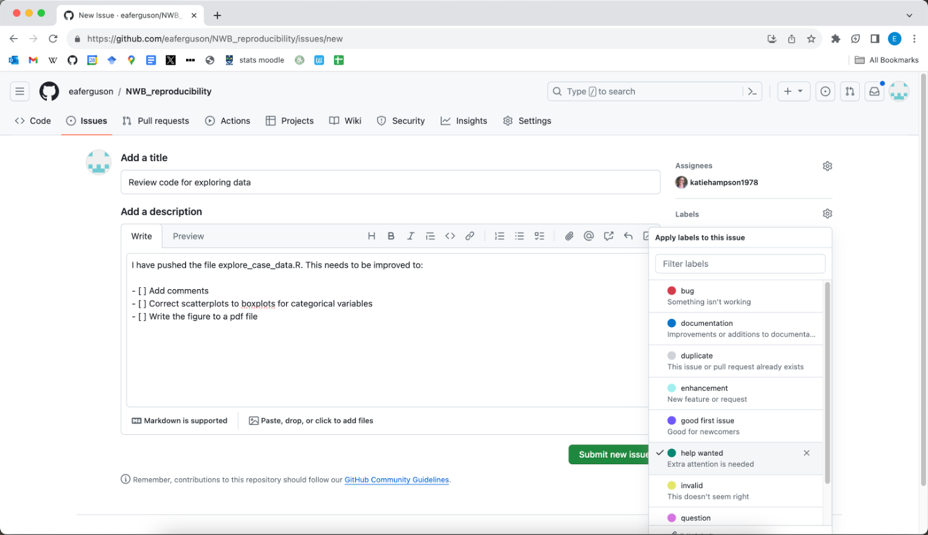 New Issue · eaferguson/NWB_
https://github.com/eaferguson/NWB_reproducibility/issues/new
E
stats moodle
All Bookmarks
eaferguson / NWB_reproducibility
Type / to search
Code
Issues
Pull requests
Actions
Projects
Wiki
Security
Insights
Settings
Add a title
Review code for exploring data
Add a description
Write
Preview
I have pushed the file explore_case_data.R. This needs to be improved to:
- [ ] Add comments
- [ ] Correct scatterplots to boxplots for categorical variables
- [ ] Write the figure to a pdf file
Markdown is supported
Paste, drop, or click to add files
Submit new issue
Remember, contributions to this repository should follow our GitHub Community Guidelines.
Assignees
katiehampson1978
Labels
Apply labels to this issue
Filter labels
bug
Something isn't working
documentation
Improvements or additions to documenta...
duplicate
This issue or pull request already exists
enhancement
New feature or request
good first issue
Good for newcomers
help wanted
Extra attention is needed
invalid
This doesn't seem right
question